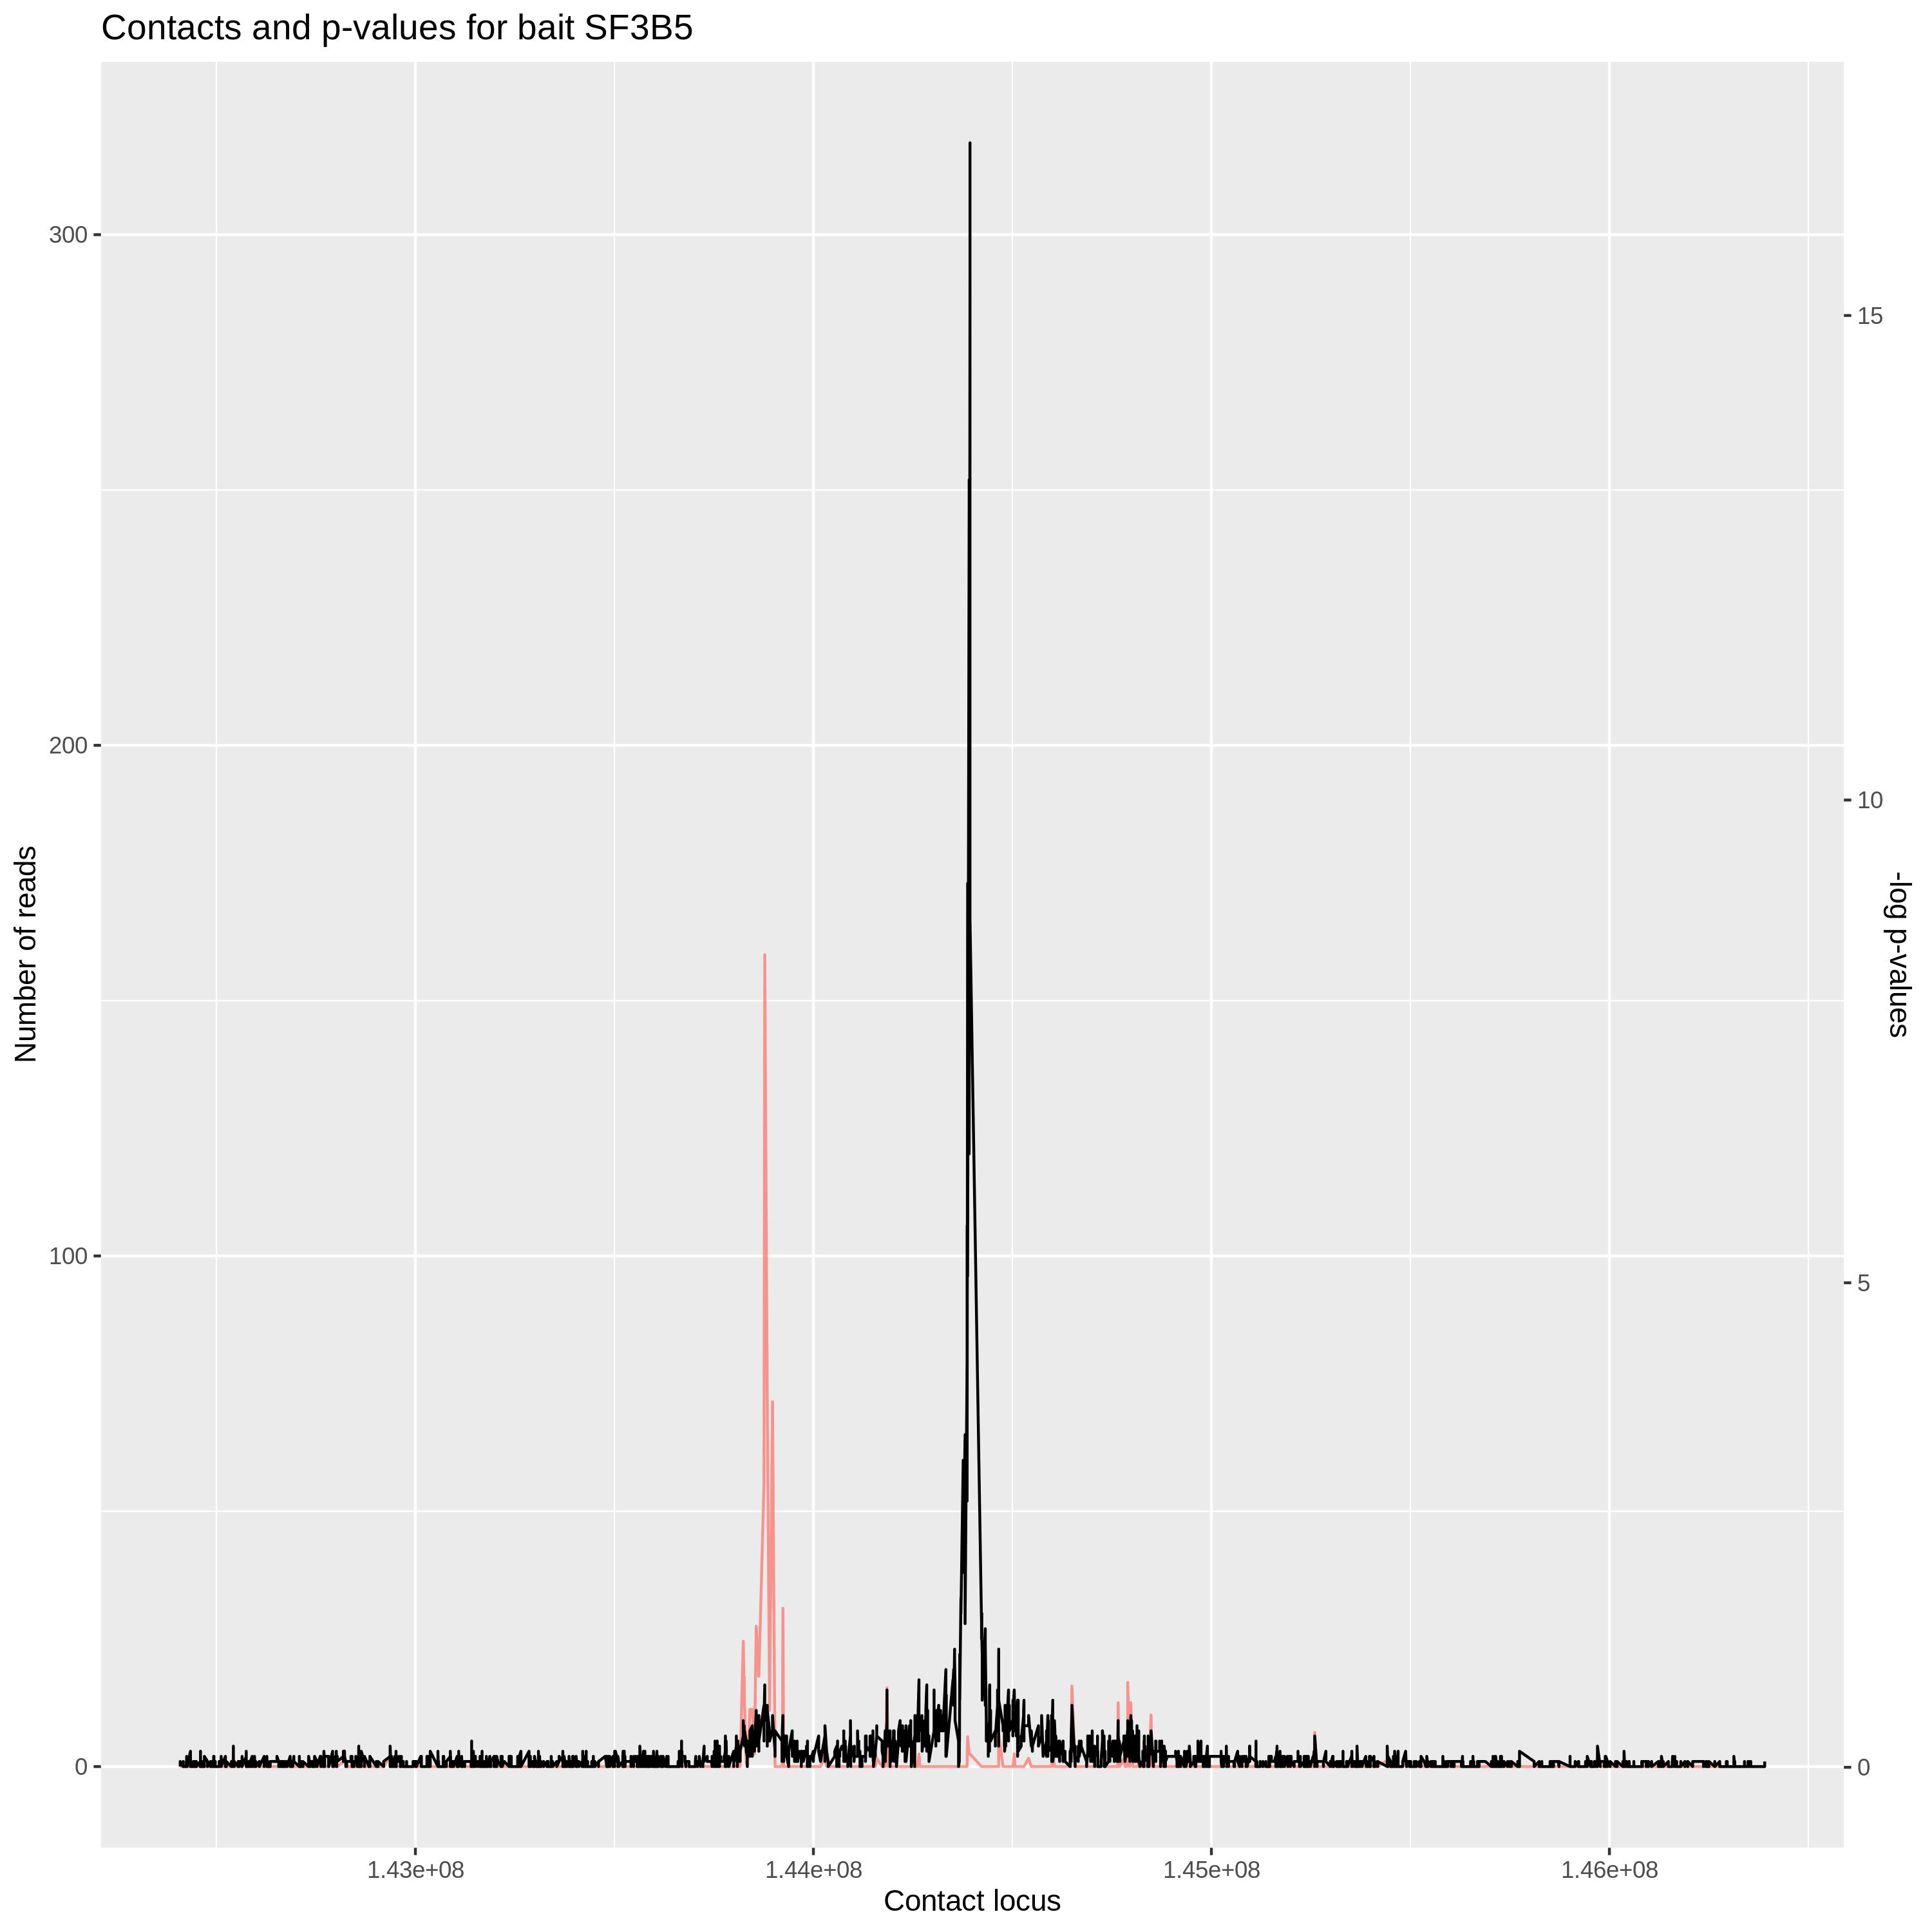 Contacts and p-values for bait SF3B5
300
200
100
0
Number of reads
15
10
5
0
-log p-values
1.43e+08
1.44e+08
1.45e+08
1.46e+08
Contact locus